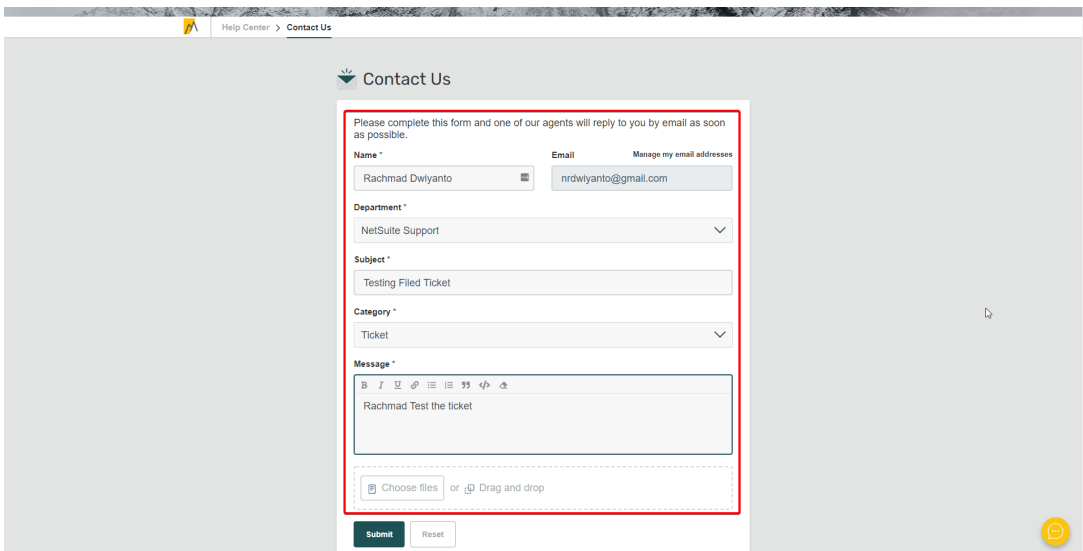 Help Center > Contact Us
Contact Us
Please complete this form and one of our agents will reply to you by email as soon
as possible.
Name * Email Manage my email addresses
Rachmad Dwiyanto nrdwiyanto@gmail.com
Department *
NetSuite Support
Subject *
Testing Filed Ticket
Category *
Ticket
Message *
B I U
Rachmad Test the ticket
Choose files or Drag and drop
Submit Reset